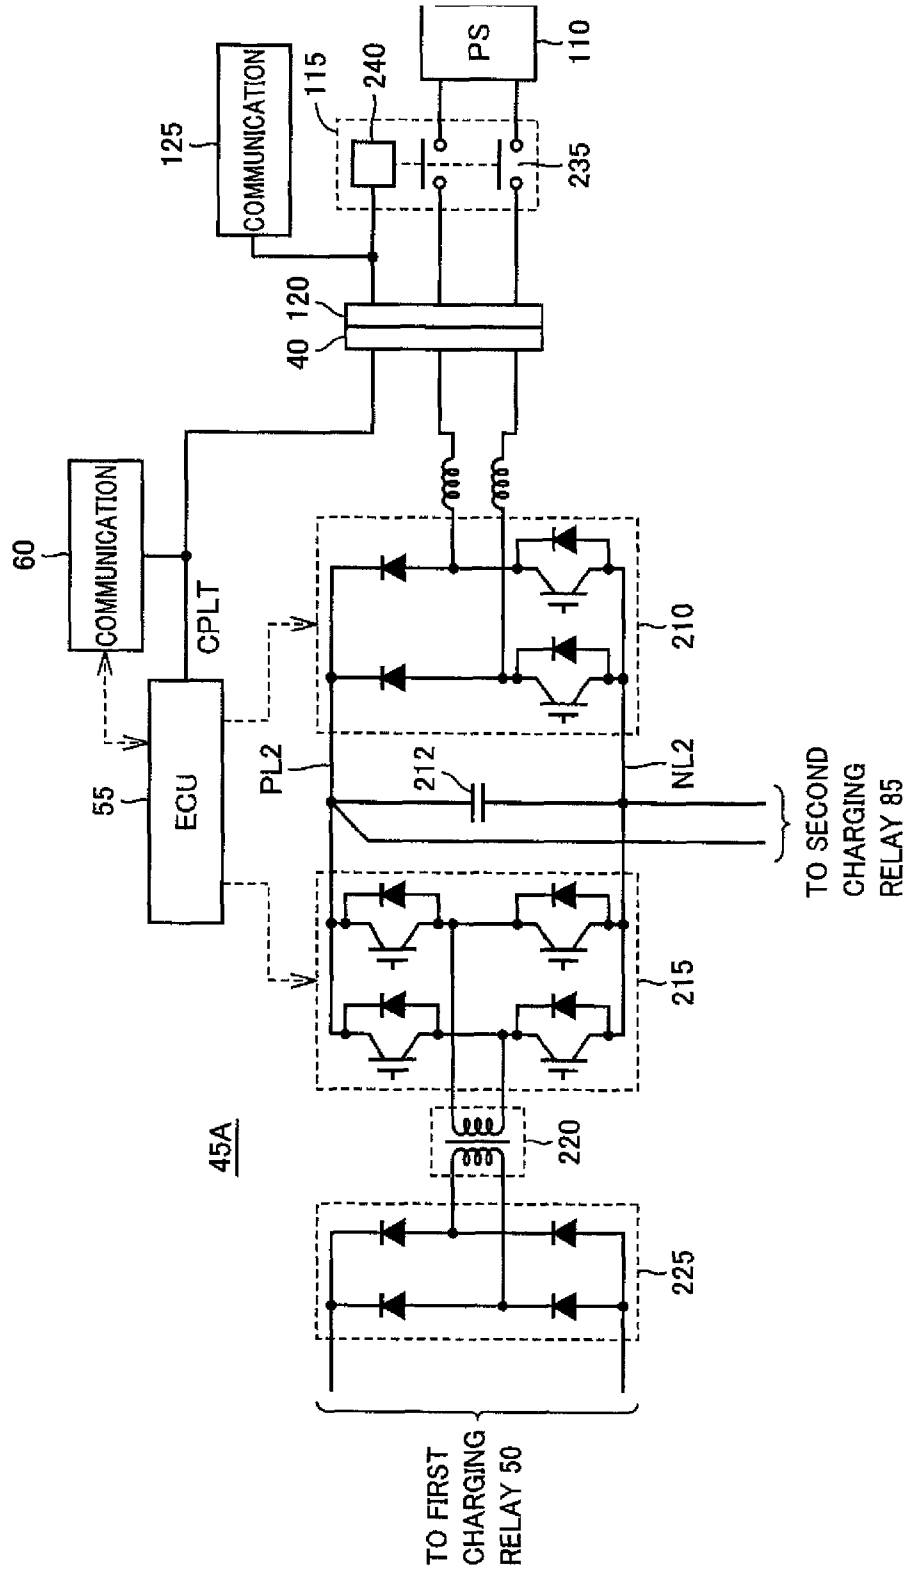 45A
TO FIRST
CHARGING
RELAY 50
225
220
215
ECU
55
COMMUNICATION
60
CPLT
PL2
212
NL2
TO SECOND
CHARGING
RELAY 85
210
40
120
COMMUNICATION
125
115
240
235
PS
110